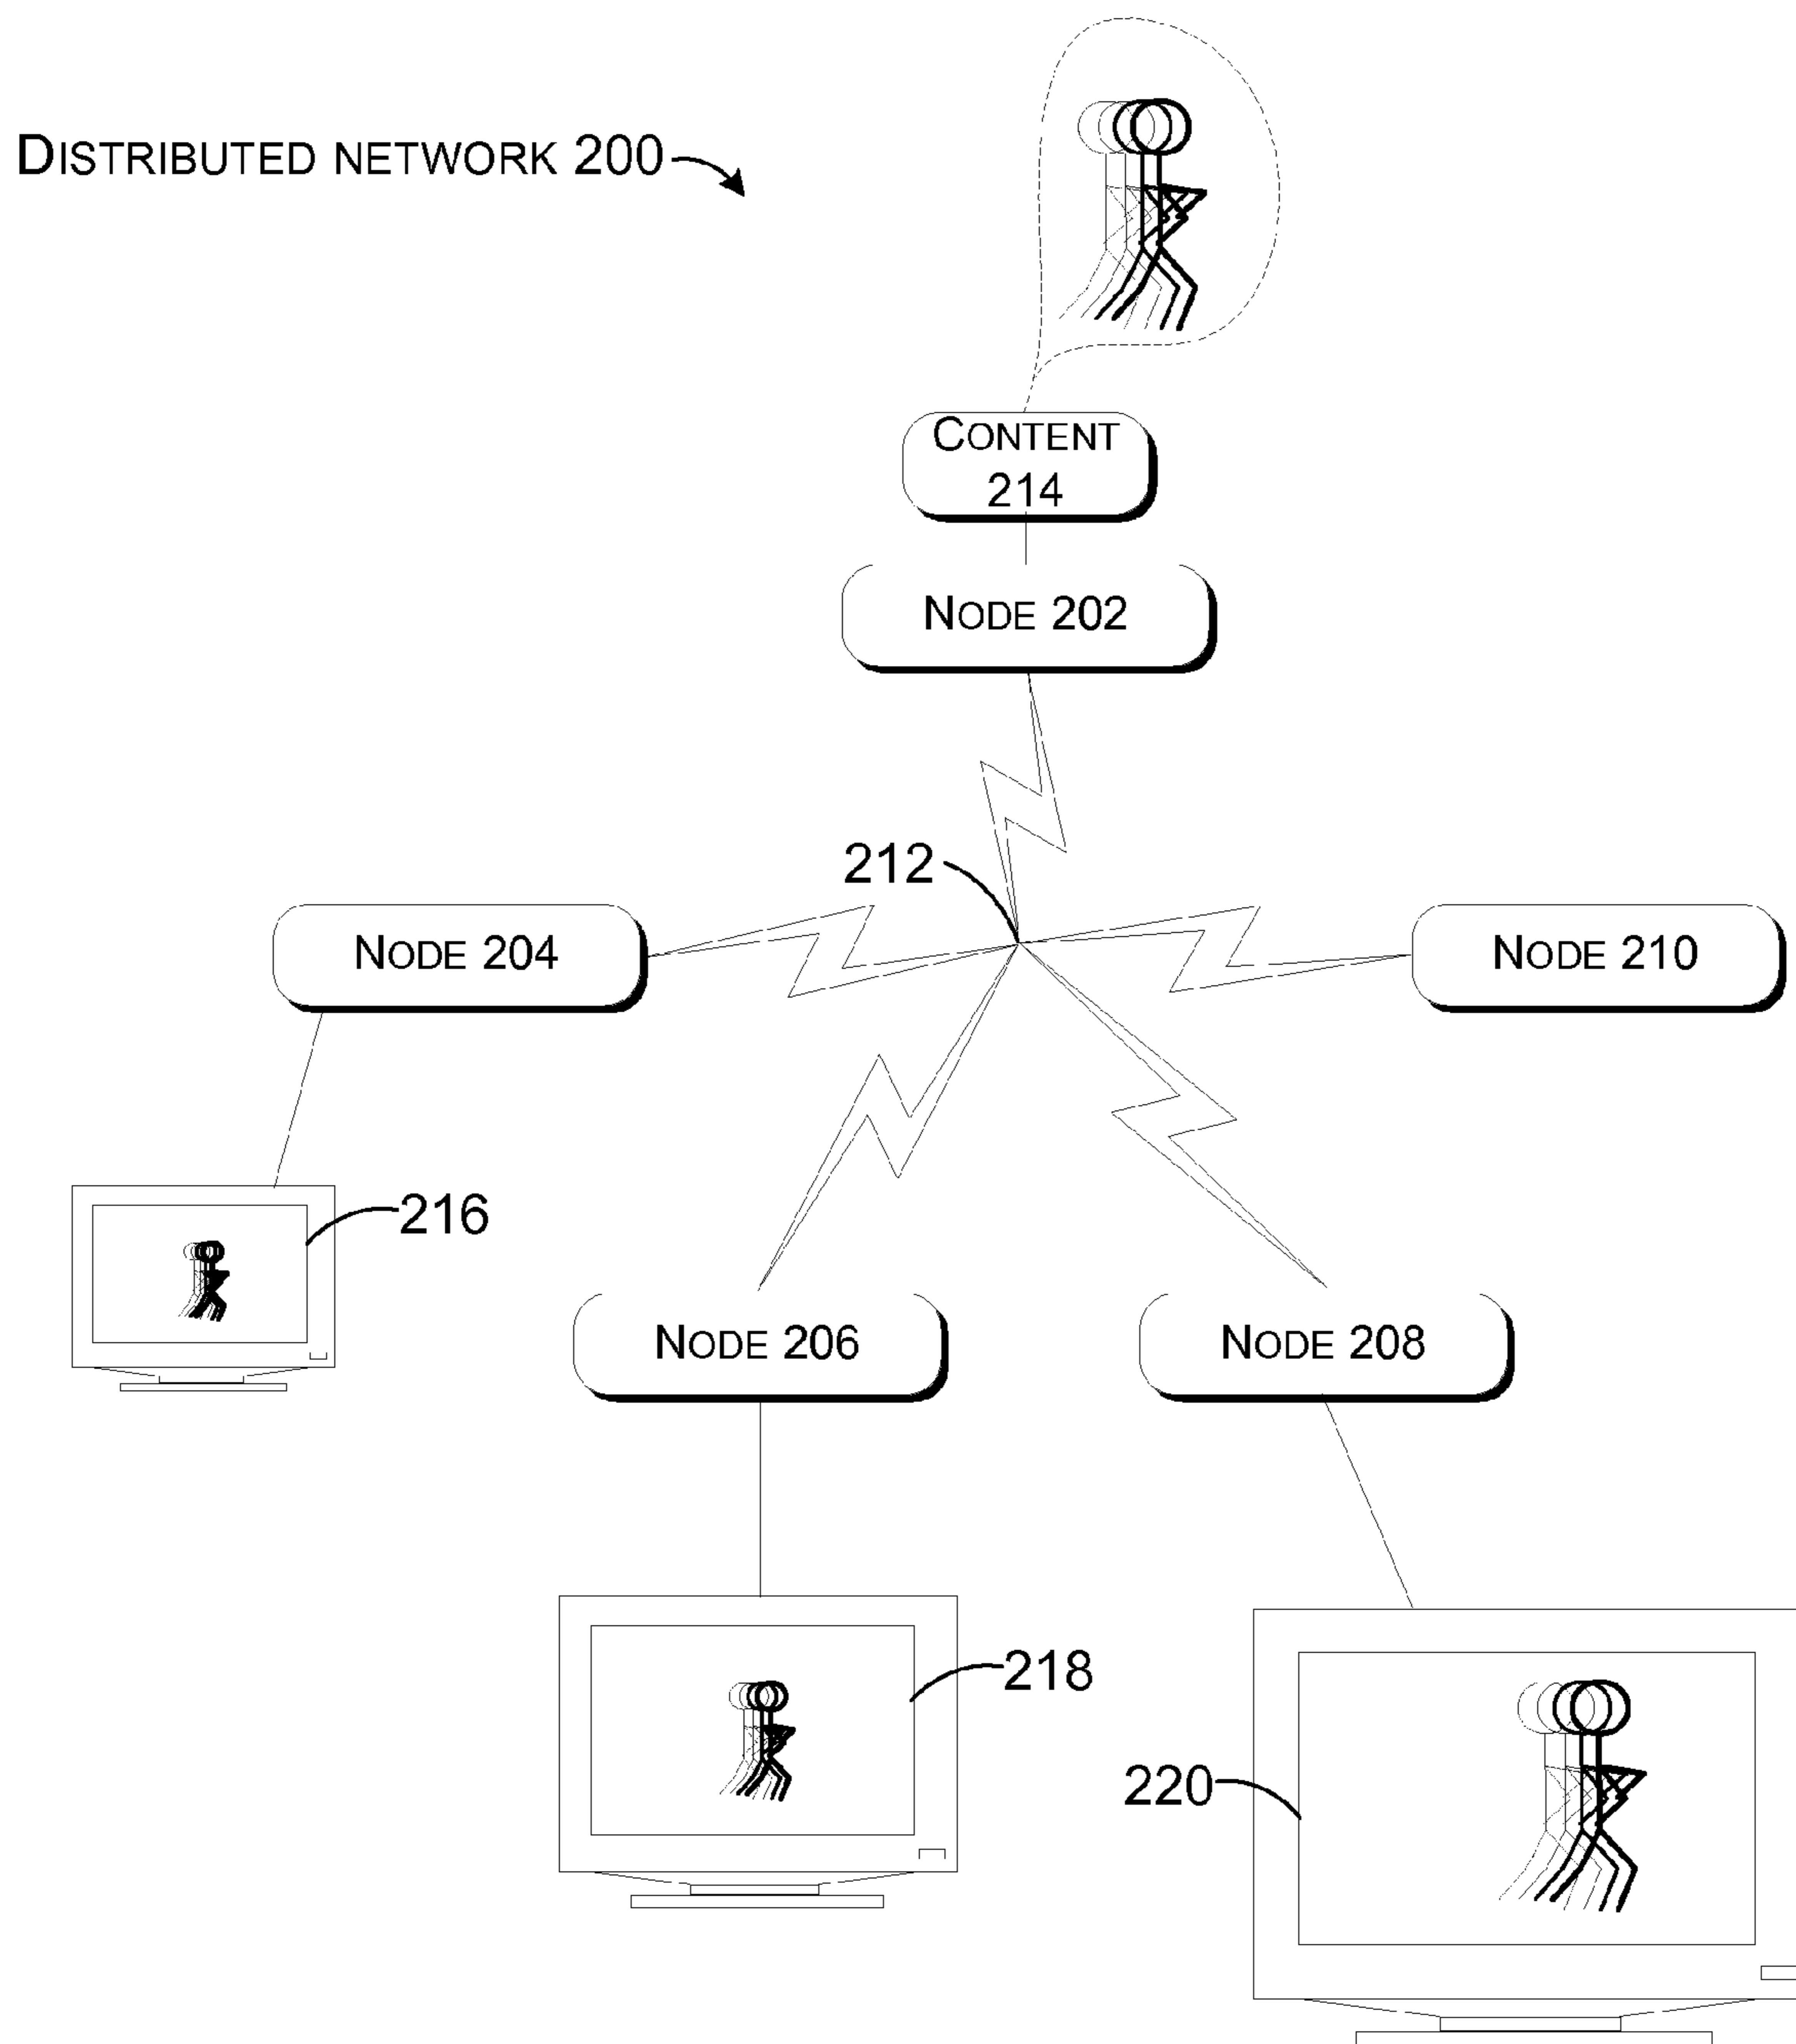 DISTRIBUTED NETWORK 200
CONTENT
214
NODE 202
212
NODE 204
NODE 210
216
NODE 206
NODE 208
218
220